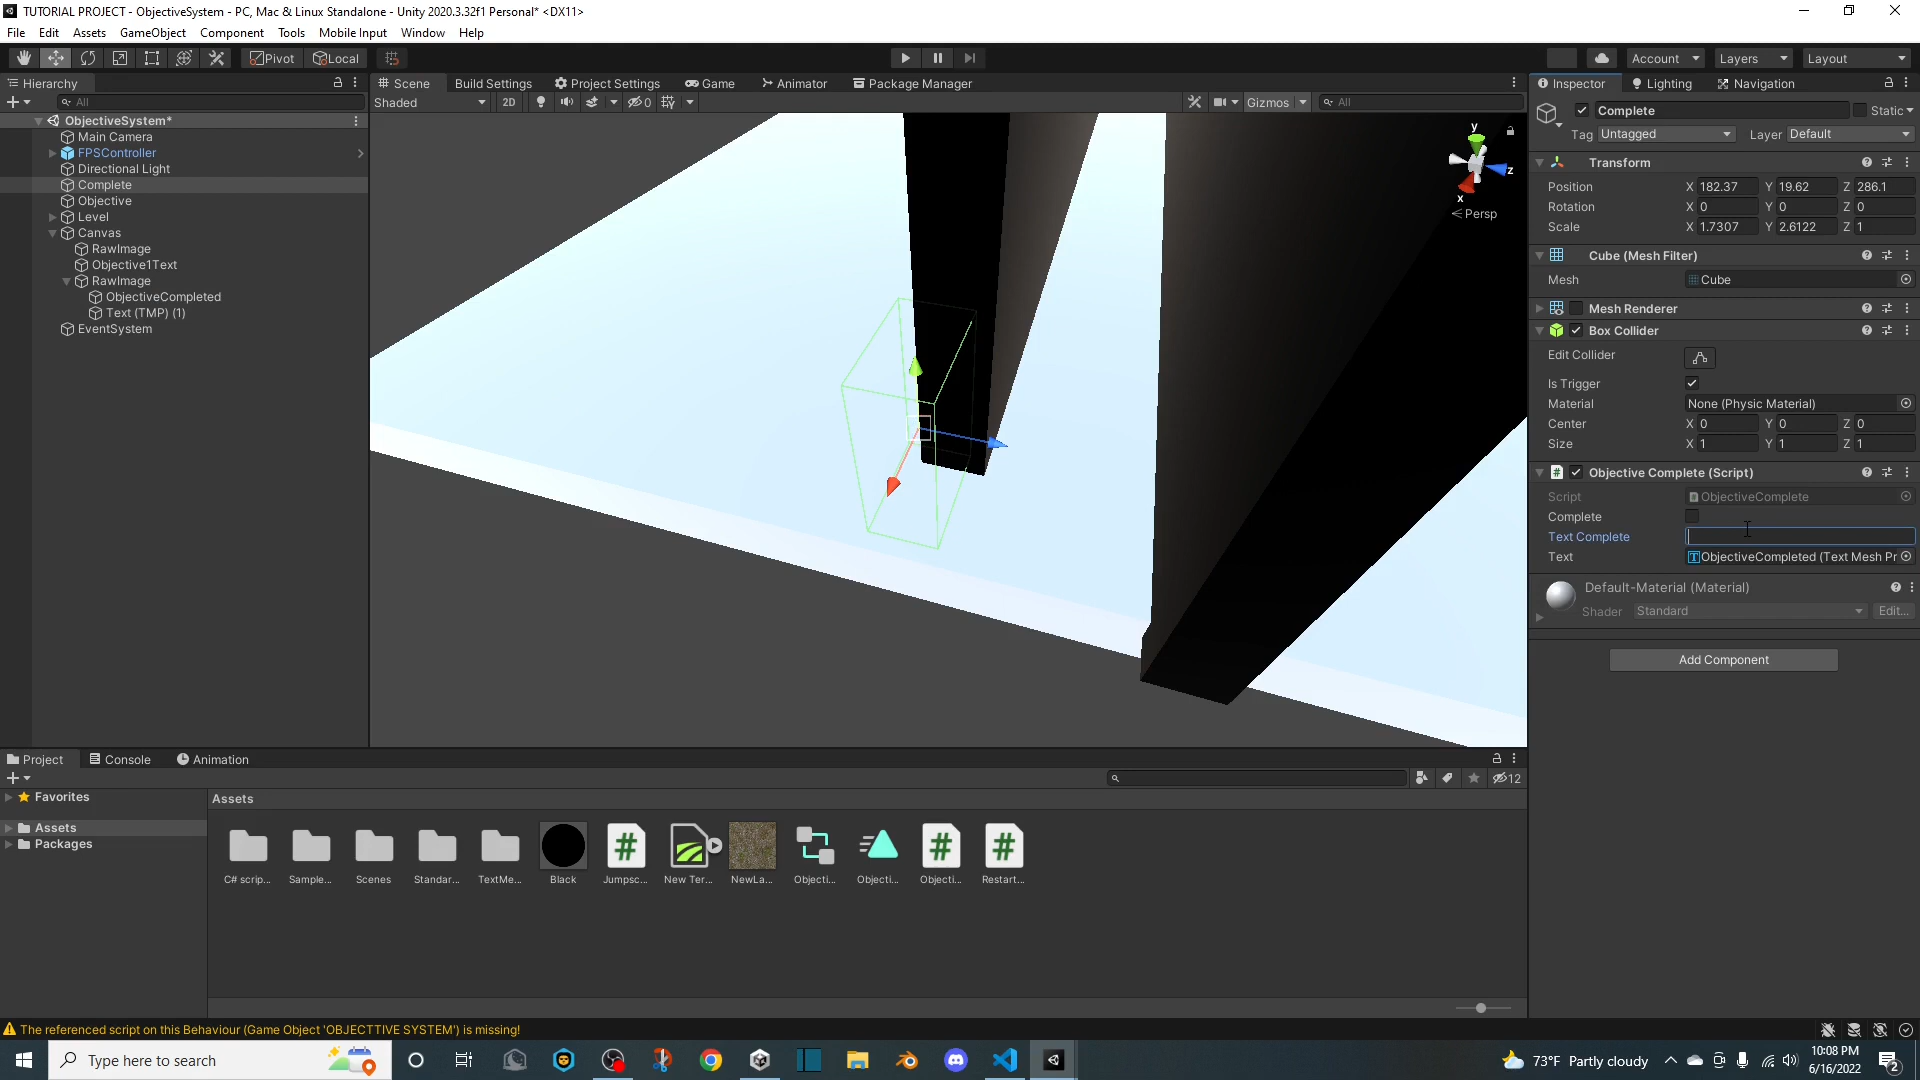 TUTORIAL PROJECT - ObjectiveSystem - PC, Mac & Linux Standalone - Unity 2020.3.32f1 Personal* <DX11>
File Edit Assets GameObject Component Tools Mobile Input Window Help
Pivot Local Account Layers Layout
Hierarchy Scene Build Settings Project Settings Game Animator Package Manager Inspector Lighting Navigation
All Shaded 2D 0 Gizmos All Complete Static
Tag Untagged Layer Default
ObjectiveSystem*
Main Camera
FPSController
Directional Light
Complete
Objective
Level
Canvas
RawImage
Objective1Text
RawImage
ObjectiveCompleted
Text (TMP) (1)
EventSystem
y
z
x
Persp
Transform
Position X 182.37 Y 19.62 Z 286.1
Rotation X 0 Y 0 Z 0
Scale X 1.7307 Y 2.6122 Z 1
Cube (Mesh Filter)
Mesh Cube
Mesh Renderer
Box Collider
Edit Collider
Is Trigger
Material None (Physic Material)
Center X 0 Y 0 Z 0
Size X 1 Y 1 Z 1
Objective Complete (Script)
Script ObjectiveComplete
Complete
Text Complete
Text ObjectiveCompleted (Text Mesh Pr
Default-Material (Material)
Shader Standard Edit...
Add Component
Project Console Animation
12
Favorites Assets
Assets
Packages
C# scrip... Sample... Scenes Standar... TextMe... Black Jumpsc... New Ter... NewLa... Objecti... Objecti... Objecti... Restart...
The referenced script on this Behaviour (Game Object 'OBJECTTIVE SYSTEM') is missing!
Type here to search
73°F Partly cloudy
10:08 PM
6/16/2022
2